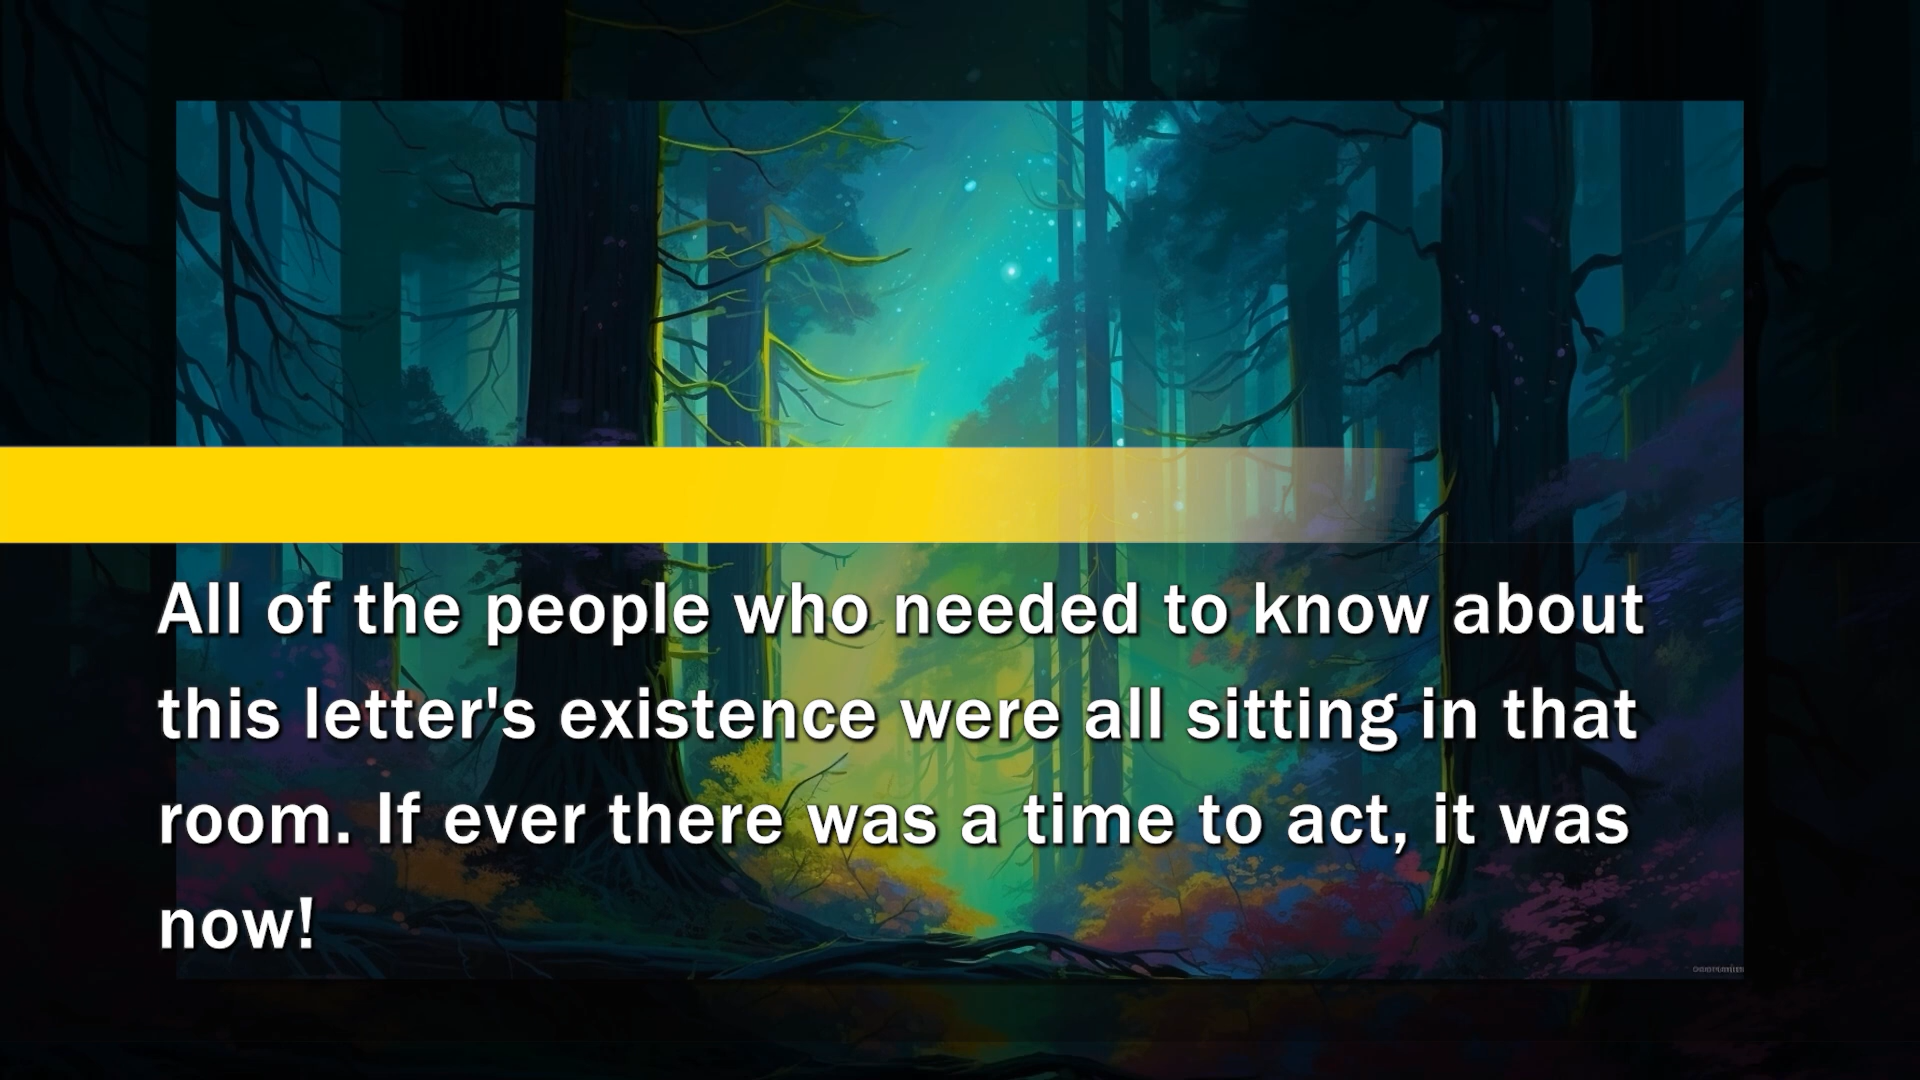 All of the people who needed to know about
this letter's existence were all sitting in that
room. If ever there was a time to act, it was
now!